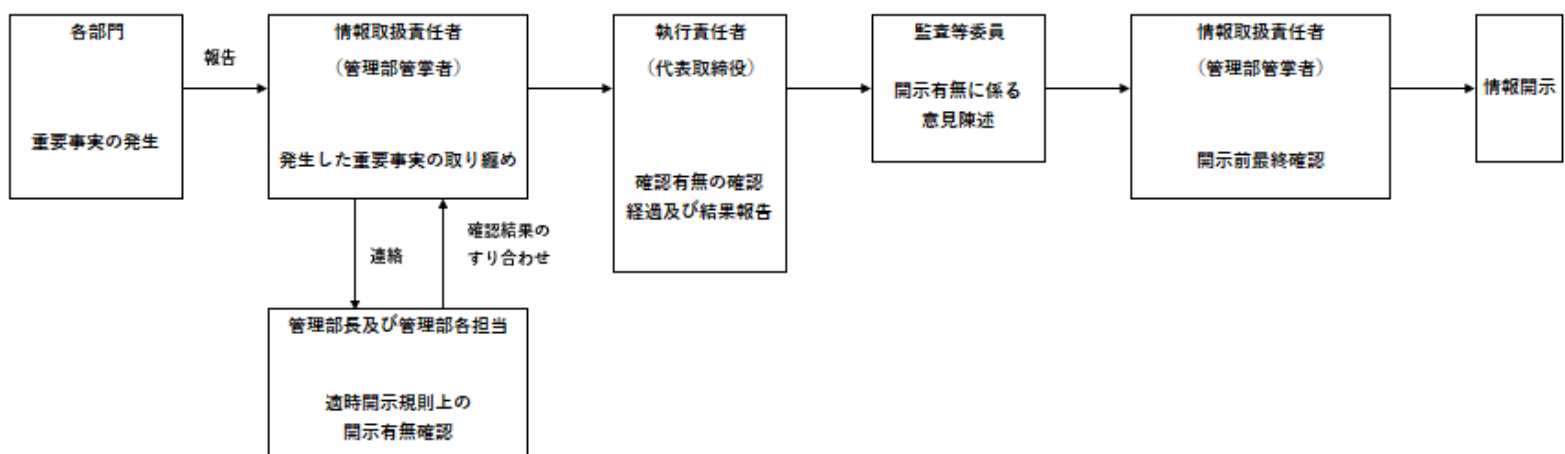 各部門
重要事実の発生
報告
情報取扱責任者
（管理部管掌者）
発生した重要事実の取り纏め
連絡
確認結果の
すり合わせ
管理部長及び管理部各担当
適時開示規則上の
開示有無確認
執行責任者
（代表取締役）
確認有無の確認
経過及び結果報告
監査等委員
開示有無に係る
意見陳述
情報取扱責任者
（管理部管掌者）
開示前最終確認
情報開示